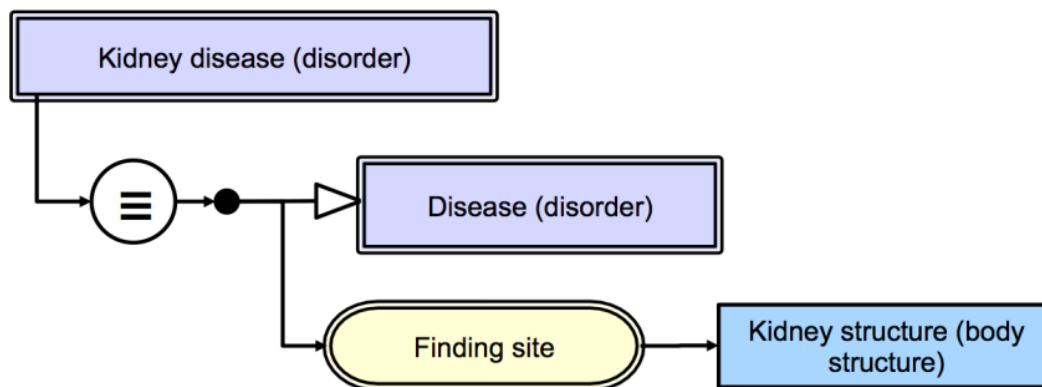 Kidney disease (disorder)
≡
Disease (disorder)
Finding site
Kidney structure (body
structure)